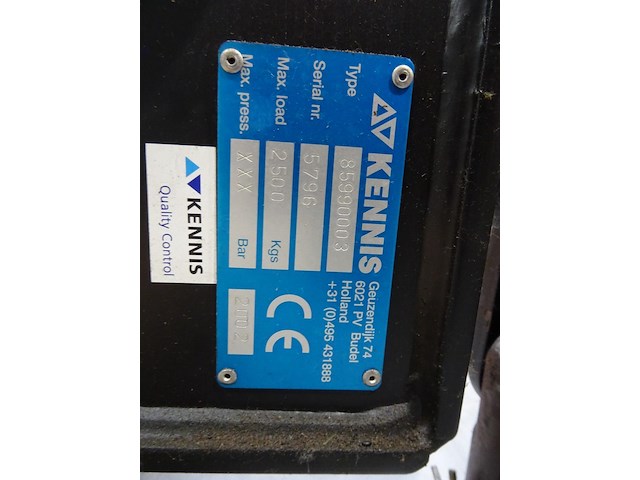 KENNIS
Geuzendijk 74
6021 PV Budel
Holland
+31 (0)495 431888
Type 85990003
Serial nr. 5796
Max. load 2500 Kgs
Max. press. XXX Bar
CE
KENNIS
Quality Control